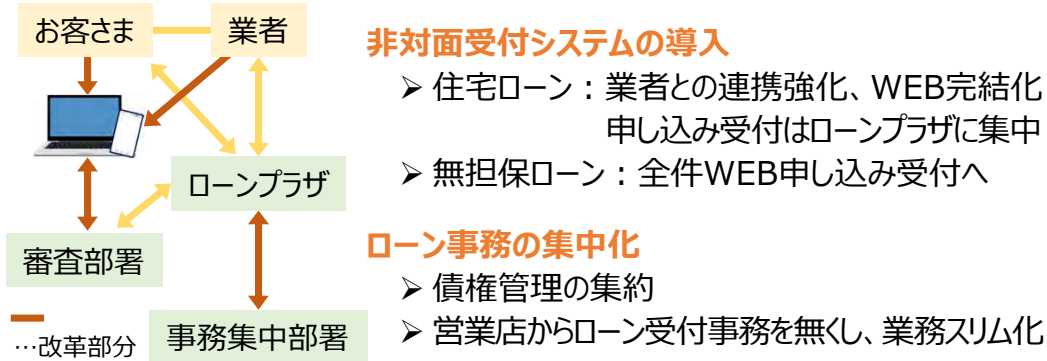 お客さま
業者
ローンプラザ
審査部署
事務集中部署
…改革部分
非対面受付システムの導入
➢ 住宅ローン：業者との連携強化、WEB完結化
申し込み受付はローンプラザに集中
➢ 無担保ローン：全件WEB申し込み受付へ
ローン事務の集中化
➢ 債権管理の集約
➢ 営業店からローン受付事務を無くし、業務スリム化